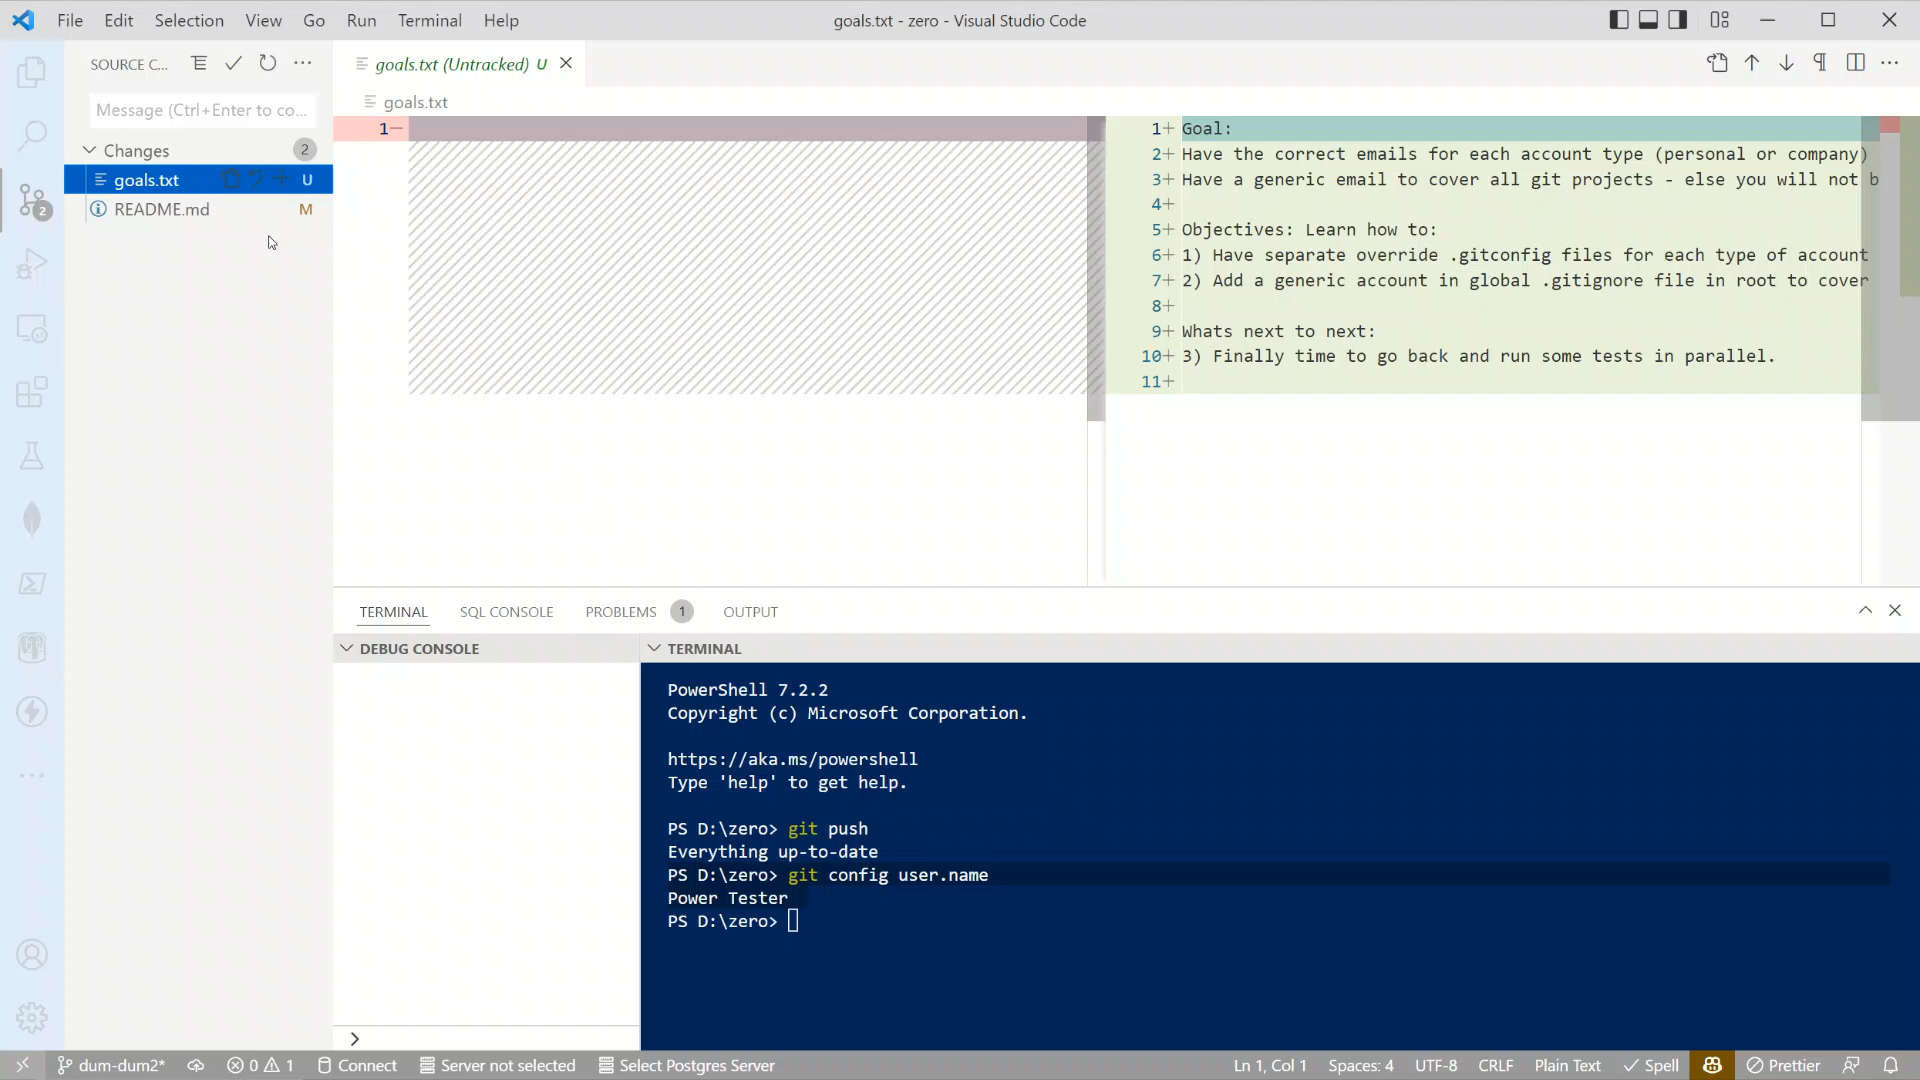 File Edit Selection View Go Run Terminal Help
goals.txt - zero - Visual Studio Code
SOURCE C...
Message (Ctrl+Enter to co...
Changes 2
goals.txt U
README.md M
2
goals.txt (Untracked) U
goals.txt
1—
1+ Goal:
2+ Have the correct emails for each account type (personal or company)
3+ Have a generic email to cover all git projects - else you will not b
4+
5+ Objectives: Learn how to:
6+ 1) Have separate override .gitconfig files for each type of account
7+ 2) Add a generic account in global .gitignore file in root to cover
8+
9+ Whats next to next:
10+ 3) Finally time to go back and run some tests in parallel.
11+
TERMINAL SQL CONSOLE PROBLEMS 1 OUTPUT
DEBUG CONSOLE
TERMINAL
PowerShell 7.2.2
Copyright (c) Microsoft Corporation.
https://aka.ms/powershell
Type 'help' to get help.
PS D:\zero> git push
Everything up-to-date
PS D:\zero> git config user.name
Power Tester
PS D:\zero>
dum-dum2* 0 1 Connect Server not selected Select Postgres Server Ln 1, Col 1 Spaces: 4 UTF-8 CRLF Plain Text Spell Prettier